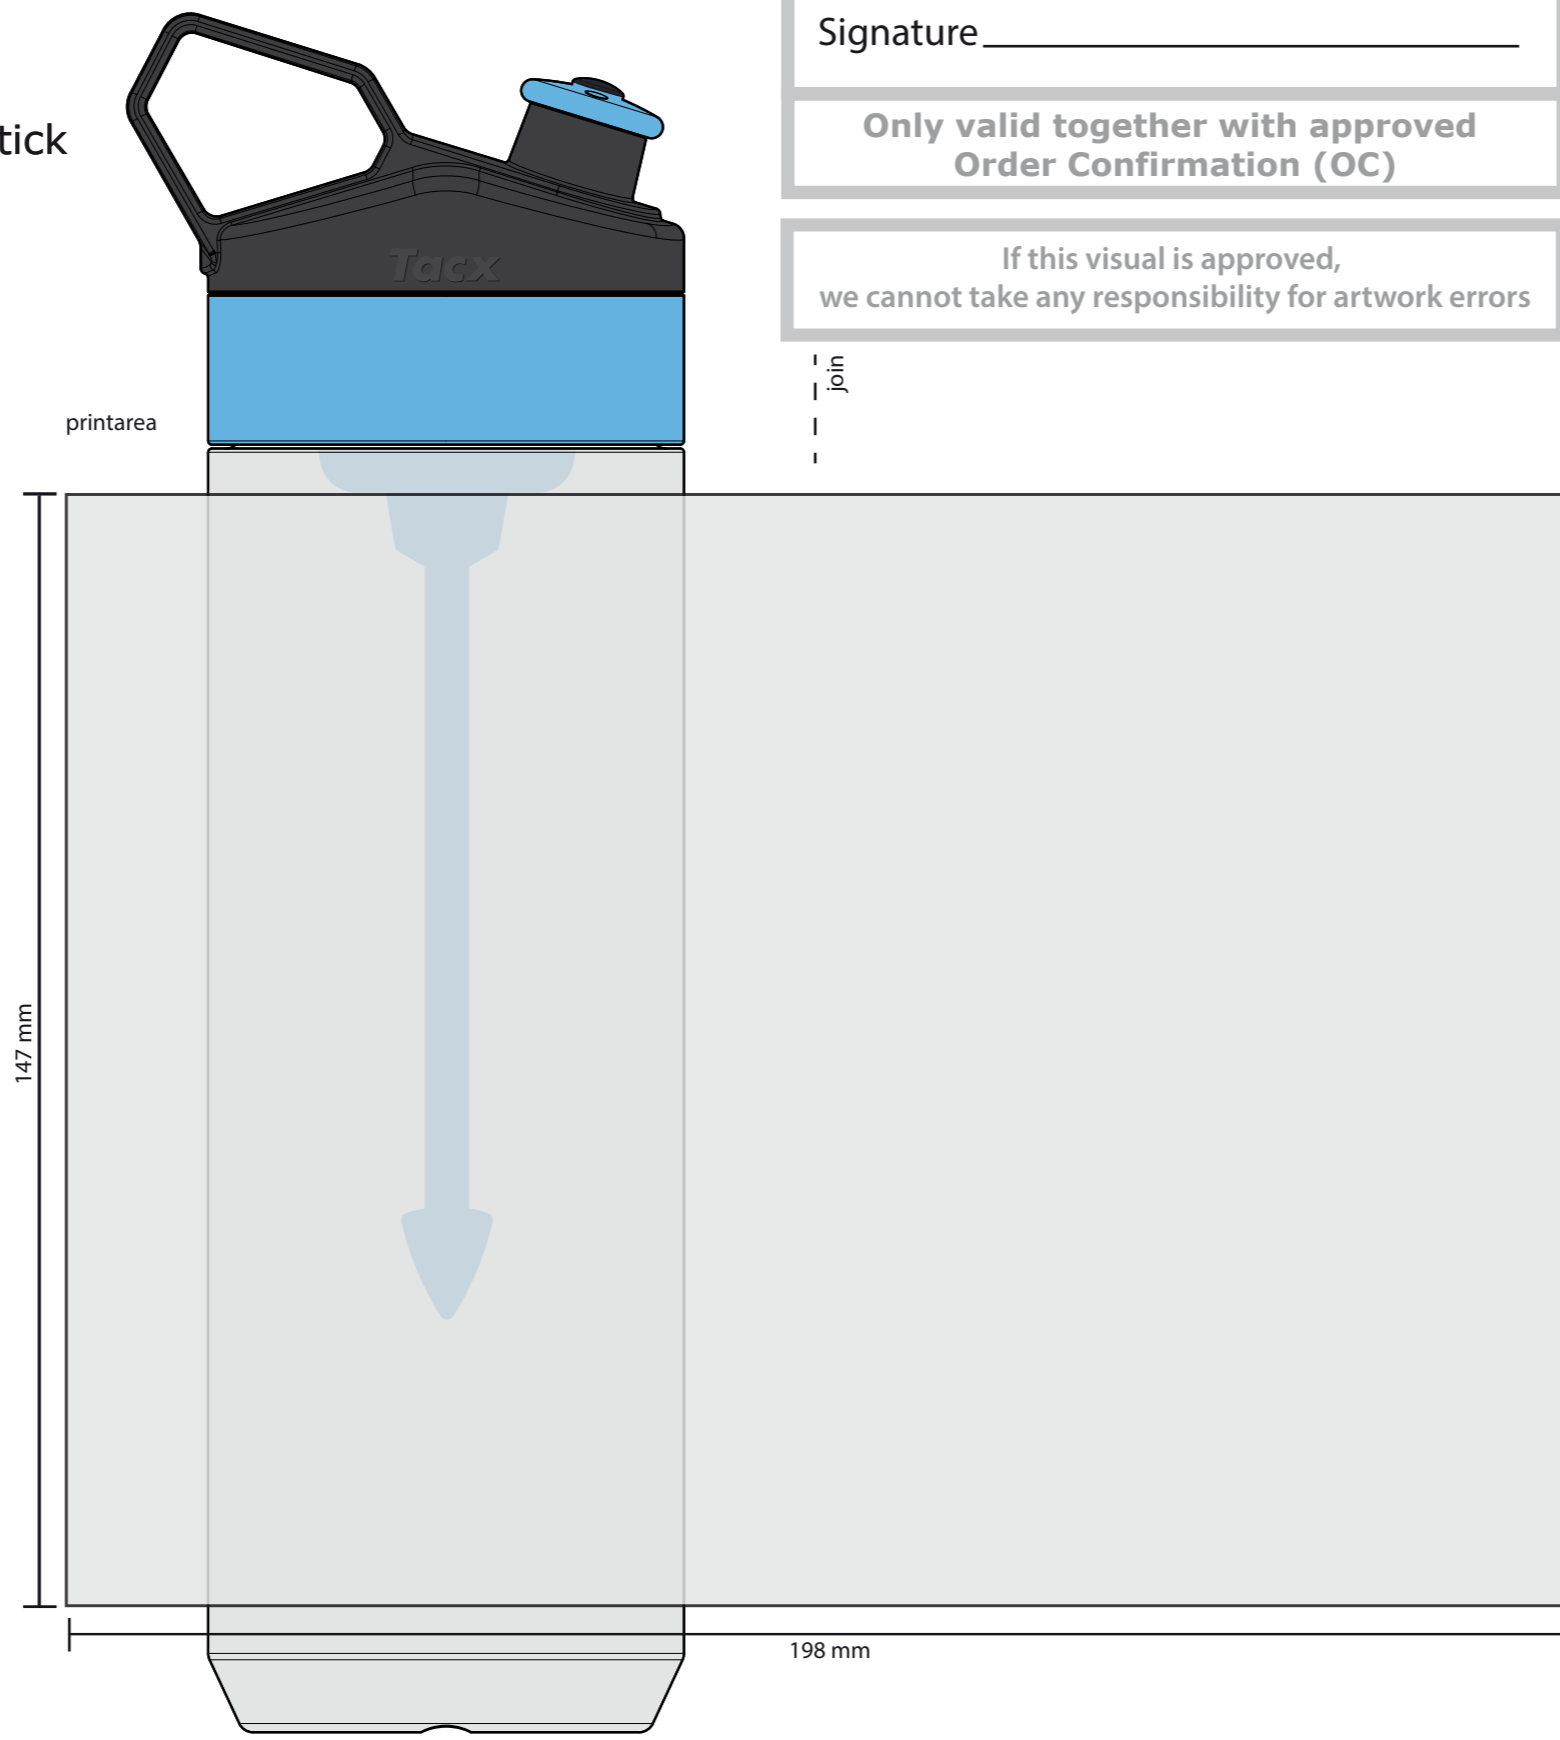 Signature
tick
Only valid together with approved
Order Confirmation (OC)
Tacx
If this visual is approved,
we cannot take any responsibility for artwork errors
join
printarea
147 mm
198 mm